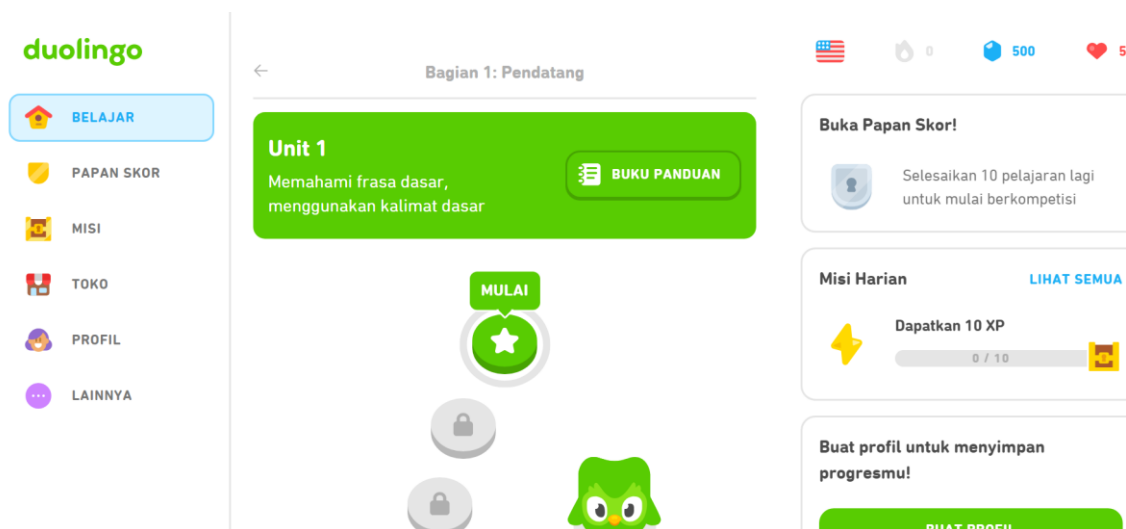 duolingo
BELAJAR
PAPAN SKOR
MISI
TOKO
PROFIL
LAINNYA
Bagian 1: Pendatang
Unit 1
Memahami frasa dasar,
menggunakan kalimat dasar
BUKU PANDUAN
MULAI
0
500
5
Buka Papan Skor!
Selesaikan 10 pelajaran lagi
untuk mulai berkompetisi
Misi Harian
LIHAT SEMUA
Dapatkan 10 XP
0 / 10
Buat profil untuk menyimpan
progresmu!
BUAT PROFIL